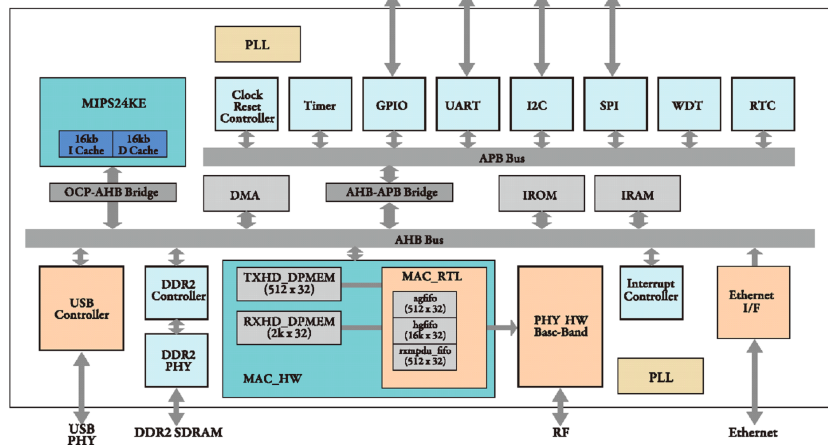 PLL
MIPS24KE
16kb
I Cache
16kb
D Cache
Clock
Reset
Controller
Timer
GPIO
UART
I2C
SPI
WDT
RTC
APB Bus
OCP-AHB Bridge
DMA
AHB-APB Bridge
IROM
IRAM
AHB Bus
USB
Controller
DDR2
Controller
DDR2
PHY
TXHD_DPMEM
(512 x 32)
RXHD_DPMEM
(2k x 32)
MAC_HW
MAC_RTL
agfifo
(512 x 32)
hgfifo
(16k x 32)
rxmpdu_fifo
(512 x 32)
PHY HW
Base-Band
Interrupt
Controller
Ethernet
I/F
PLL
USB
PHY
DDR2 SDRAM
RF
Ethernet